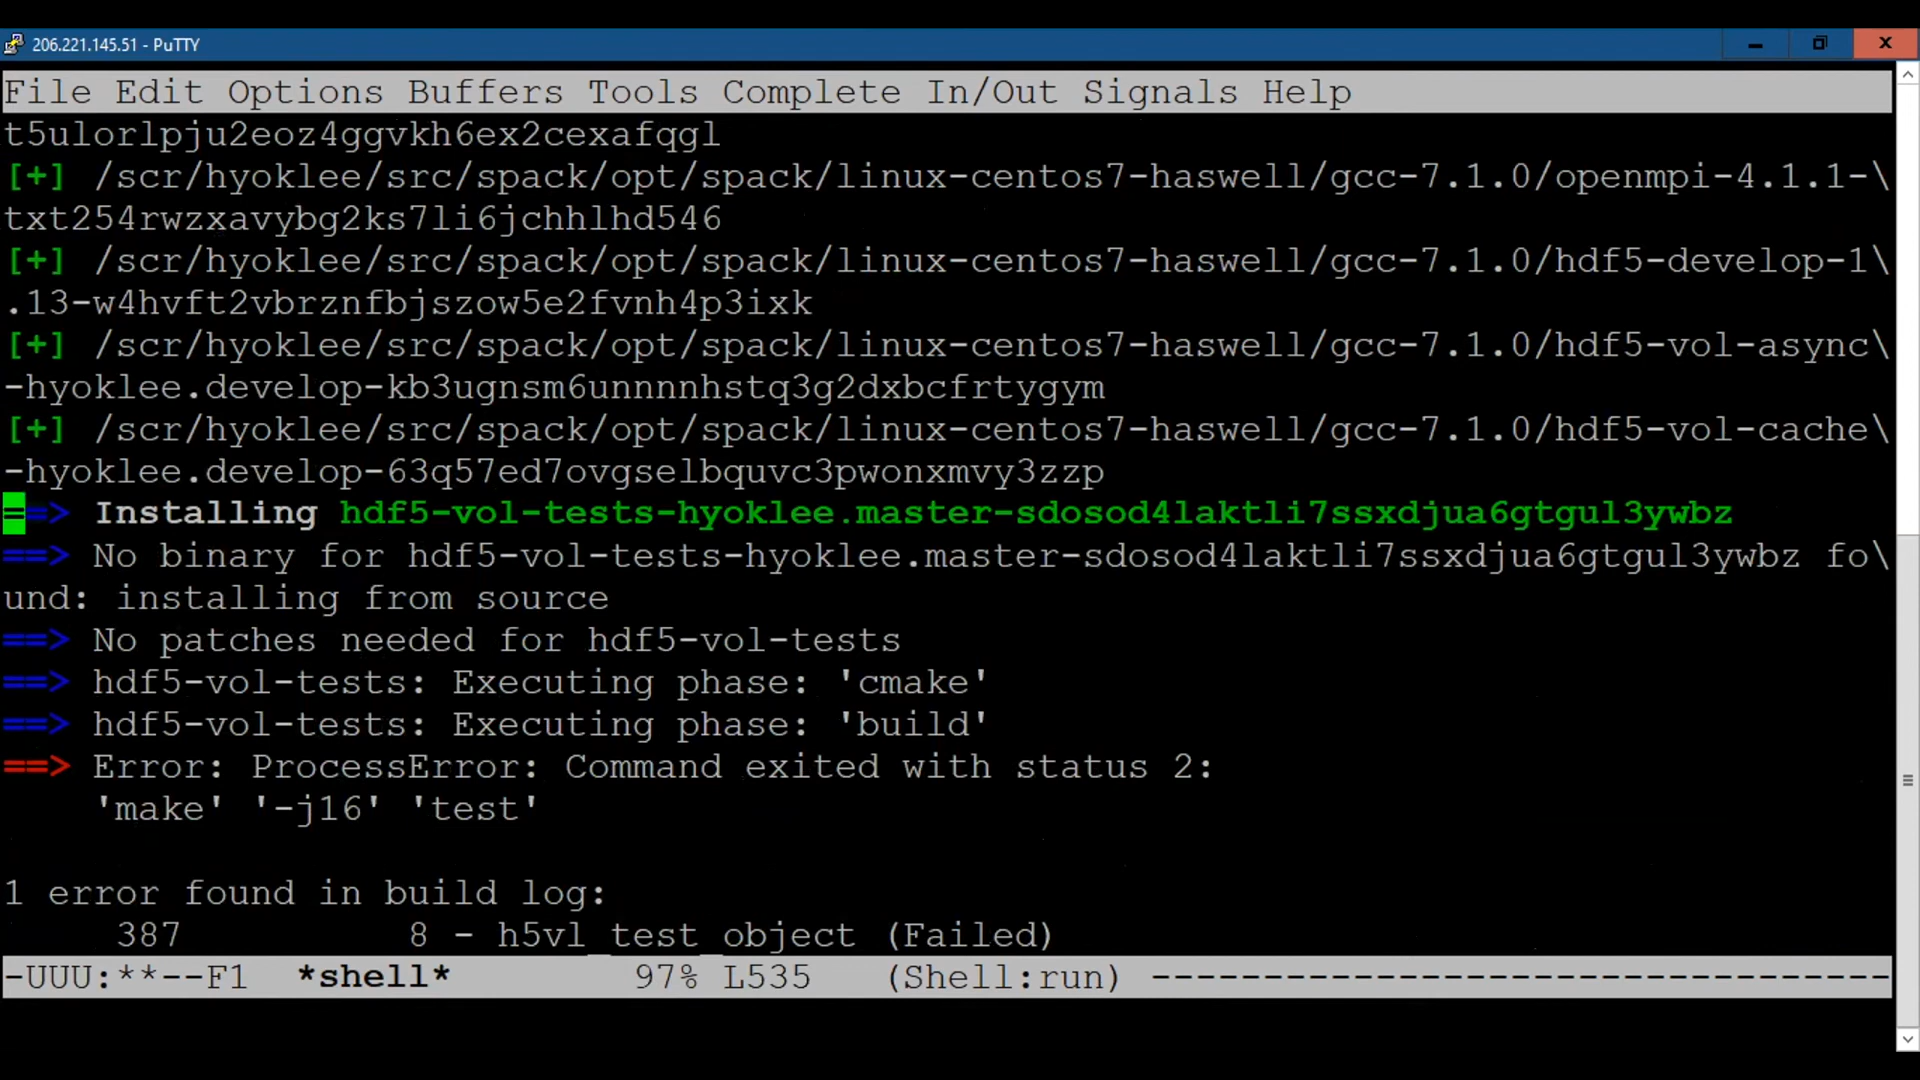 206.221.145.51 - PuTTY
File Edit Options Buffers Tools Complete In/Out Signals Help
t5ulorlpju2eoz4ggvkh6ex2cexafqgl
[+] /scr/hyoklee/src/spack/opt/spack/linux-centos7-haswell/gcc-7.1.0/openmpi-4.1.1-\
txt254rwzxavybg2ks7li6jchhlhd546
[+] /scr/hyoklee/src/spack/opt/spack/linux-centos7-haswell/gcc-7.1.0/hdf5-develop-1\
.13-w4hvft2vbrznfbjszow5e2fvnh4p3ixk
[+] /scr/hyoklee/src/spack/opt/spack/linux-centos7-haswell/gcc-7.1.0/hdf5-vol-async\
-hyoklee.develop-kb3ugnsm6unnnnhstq3g2dxbcfrtygym
[+] /scr/hyoklee/src/spack/opt/spack/linux-centos7-haswell/gcc-7.1.0/hdf5-vol-cache\
-hyoklee.develop-63q57ed7ovgselbquvc3pwonxmvy3zzp
==> Installing hdf5-vol-tests-hyoklee.master-sdosod4laktli7ssxdjua6gtgul3ywbz
==> No binary for hdf5-vol-tests-hyoklee.master-sdosod4laktli7ssxdjua6gtgul3ywbz fo\
und: installing from source
==> No patches needed for hdf5-vol-tests
==> hdf5-vol-tests: Executing phase: 'cmake'
==> hdf5-vol-tests: Executing phase: 'build'
==> Error: ProcessError: Command exited with status 2:
'make' '-j16' 'test'
1 error found in build log:
387 8 - h5vl_test_object (Failed)
-UUU:**--F1 *shell* 97% L535 (Shell:run) ---------------------------------